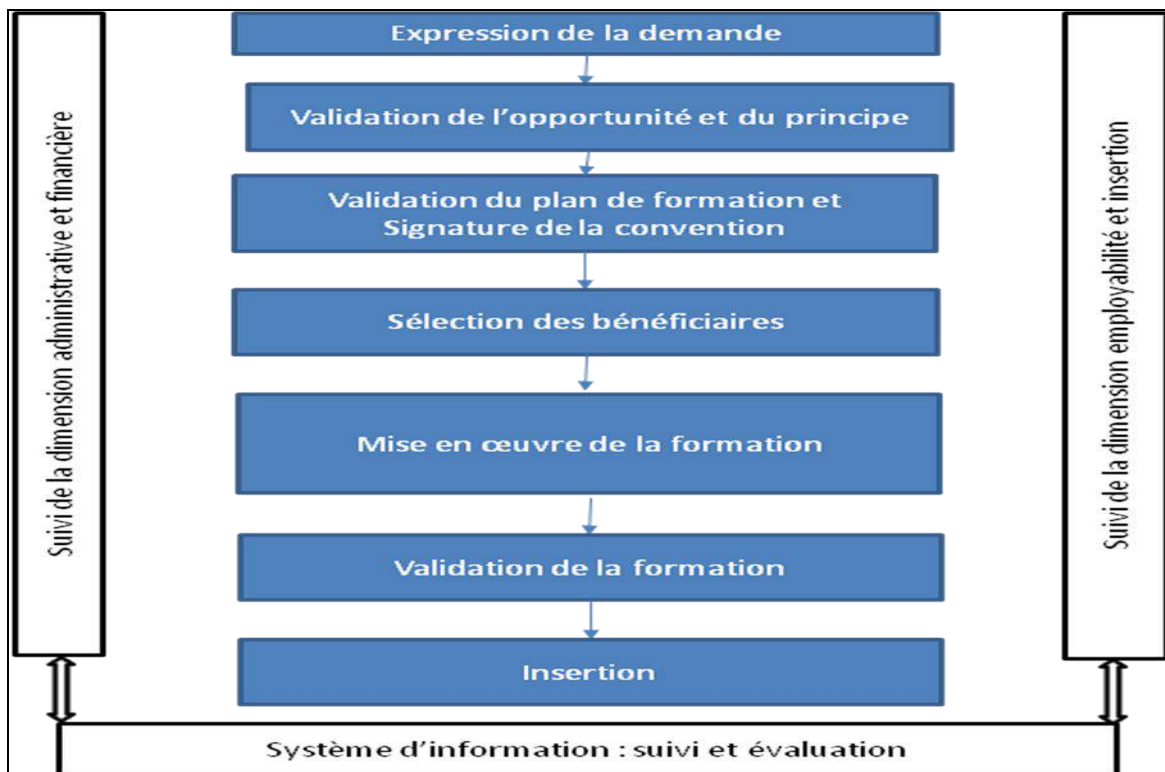 Suivi de la dimension administrative et financière
Expression de la demande
Validation de l'opportunité et du principe
Validation du plan de formation et
Signature de la convention
Sélection des bénéficiaires
Mise en œuvre de la formation
Validation de la formation
Insertion
Suivi de la dimension employabilité et insertion
Système d'information : suivi et évaluation